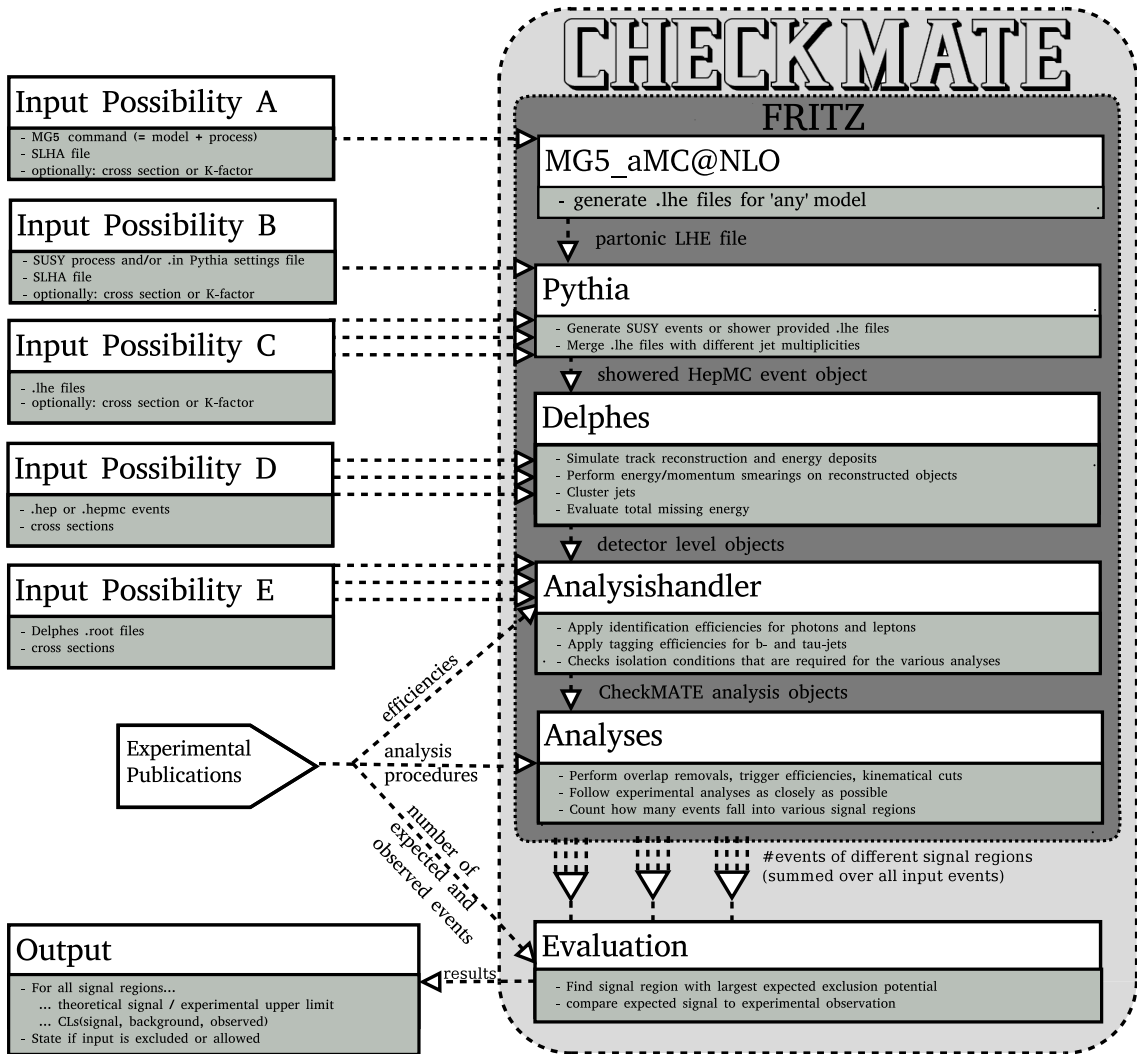 CHECKMATE
FRITZ
Input Possibility A
- MG5 command (= model + process)
- SLHA file
- optionally: cross section or K-factor
Input Possibility B
- SUSY process and/or .in Pythia settings file
- SLHA file
- optionally: cross section or K-factor
Input Possibility C
- .lhe files
- optionally: cross section or K-factor
Input Possibility D
- .hep or .hepmc events
- cross sections
Input Possibility E
- Delphes .root files
- cross sections
Experimental
Publications
efficiencies
analysis
procedures
number of
expected and
observed events
MG5_aMC@NLO
- generate .lhe files for 'any' model
partonic LHE file
Pythia
- Generate SUSY events or shower provided .lhe files
- Merge .lhe files with different jet multiplicities
showered HepMC event object
Delphes
- Simulate track reconstruction and energy deposits
- Perform energy/momentum smearings on reconstructed objects
- Cluster jets
- Evaluate total missing energy
detector level objects
Analysishandler
- Apply identification efficiencies for photons and leptons
- Apply tagging efficiencies for b- and tau-jets
- Checks isolation conditions that are required for the various analyses
CheckMATE analysis objects
Analyses
- Perform overlap removals, trigger efficiencies, kinematical cuts
- Follow experimental analyses as closely as possible
- Count how many events fall into various signal regions
#events of different signal regions
(summed over all input events)
Evaluation
- Find signal region with largest expected exclusion potential
- compare expected signal to experimental observation
results
Output
- For all signal regions...
... theoretical signal / experimental upper limit
... CLs(signal, background, observed)
- State if input is excluded or allowed